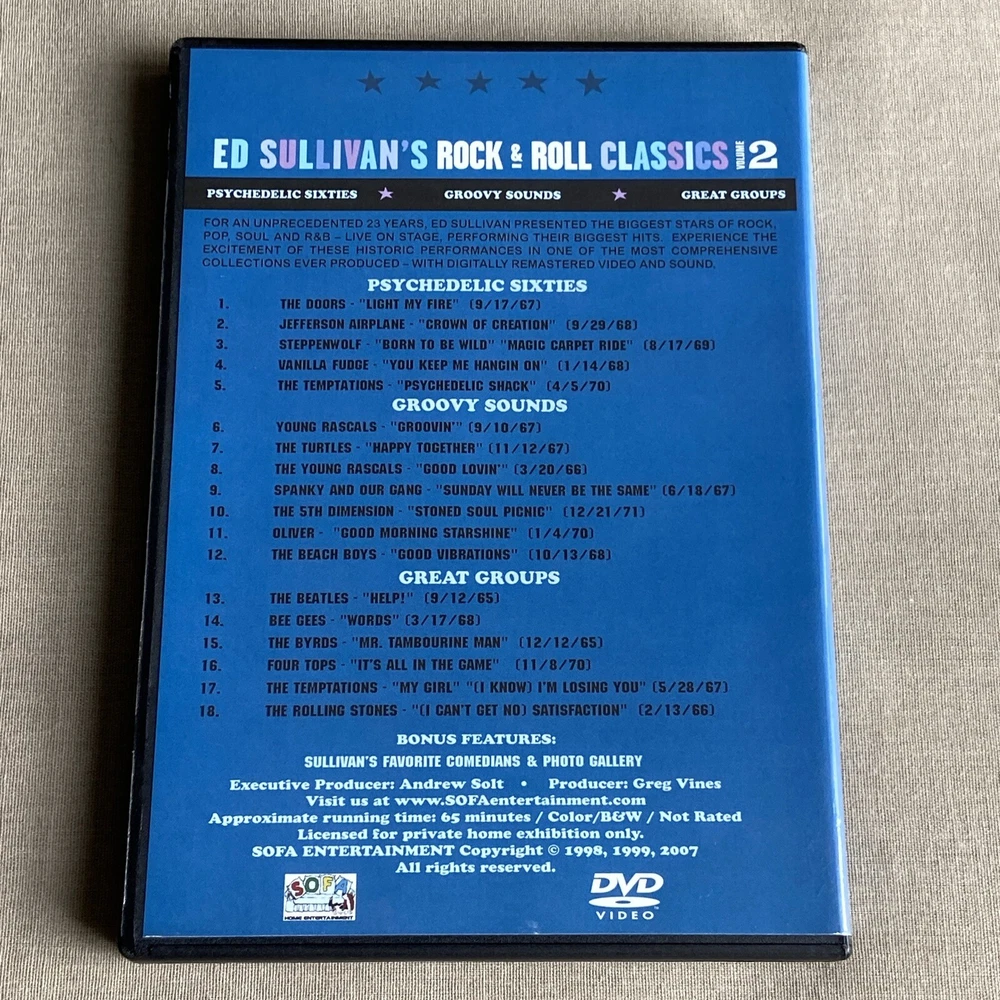 ED SULLIVAN'S ROCK & ROLL CLASSICS VOLUME 2
PSYCHEDELIC SIXTIES ★ GROOVY SOUNDS ★ GREAT GROUPS
FOR AN UNPRECEDENTED 23 YEARS, ED SULLIVAN PRESENTED THE BIGGEST STARS OF ROCK,
POP, SOUL AND R&B – LIVE ON STAGE, PERFORMING THEIR BIGGEST HITS. EXPERIENCE THE
EXCITEMENT OF THESE HISTORIC PERFORMANCES IN ONE OF THE MOST COMPREHENSIVE
COLLECTIONS EVER PRODUCED – WITH DIGITALLY REMASTERED VIDEO AND SOUND.
PSYCHEDELIC SIXTIES
1. THE DOORS - "LIGHT MY FIRE" (9/17/67)
2. JEFFERSON AIRPLANE - "CROWN OF CREATION" (9/29/68)
3. STEPPENWOLF - "BORN TO BE WILD" "MAGIC CARPET RIDE" (8/17/69)
4. VANILLA FUDGE - "YOU KEEP ME HANGIN ON" (1/14/68)
5. THE TEMPTATIONS - "PSYCHEDELIC SHACK" (4/5/70)
GROOVY SOUNDS
6. YOUNG RASCALS - "GROOVIN'" (9/10/67)
7. THE TURTLES - "HAPPY TOGETHER" (11/12/67)
8. THE YOUNG RASCALS - "GOOD LOVIN'" (3/20/66)
9. SPANKY AND OUR GANG - "SUNDAY WILL NEVER BE THE SAME" (6/18/67)
10. THE 5TH DIMENSION - "STONED SOUL PICNIC" (12/21/71)
11. OLIVER - "GOOD MORNING STARSHINE" (1/4/70)
12. THE BEACH BOYS - "GOOD VIBRATIONS" (10/13/68)
GREAT GROUPS
13. THE BEATLES - "HELP!" (9/12/65)
14. BEE GEES - "WORDS" (3/17/68)
15. THE BYRDS - "MR. TAMBOURINE MAN" (12/12/65)
16. FOUR TOPS - "IT'S ALL IN THE GAME" (11/8/70)
17. THE TEMPTATIONS - "MY GIRL" "(I KNOW) I'M LOSING YOU" (5/28/67)
18. THE ROLLING STONES - "(I CAN'T GET NO) SATISFACTION" (2/13/66)
BONUS FEATURES:
SULLIVAN'S FAVORITE COMEDIANS & PHOTO GALLERY
Executive Producer: Andrew Solt • Producer: Greg Vines
Visit us at www.SOFAentertainment.com
Approximate running time: 65 minutes / Color/B&W / Not Rated
Licensed for private home exhibition only.
SOFA ENTERTAINMENT Copyright © 1998, 1999, 2007
All rights reserved.
SOFA
HOME ENTERTAINMENT
DVD
VIDEO™